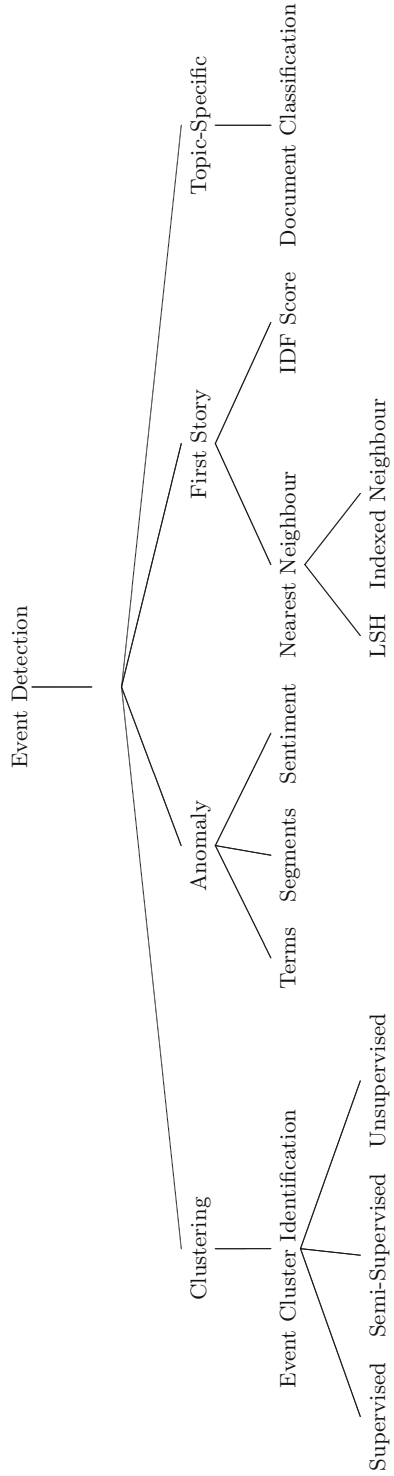 Event Detection
Clustering
Anomaly
First Story
Topic-Specific
Event Cluster Identification
Terms
Segments
Sentiment
Nearest Neighbour
IDF Score
Document Classification
Supervised
Semi-Supervised
Unsupervised
LSH
Indexed Neighbour